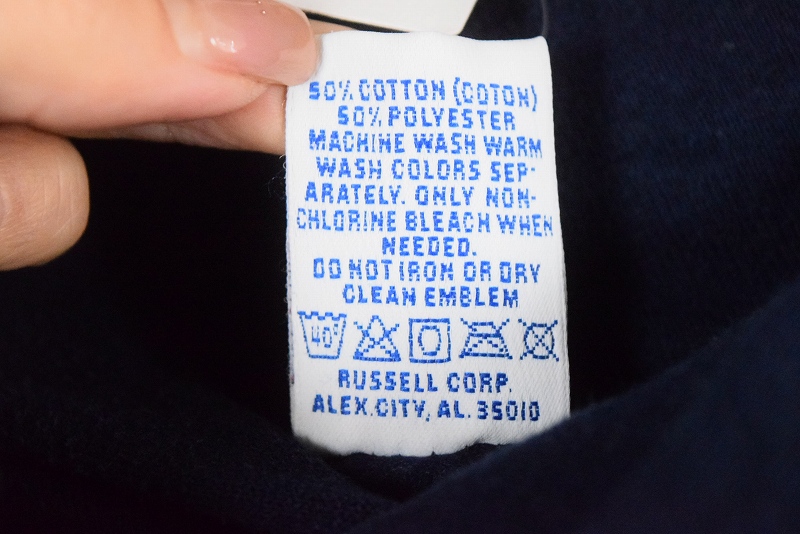 50% COTTON (COTON)
50% POLYESTER
MACHINE WASH WARM
WASH COLORS SEP-
ARATELY. ONLY NON-
CHLORINE BLEACH WHEN
NEEDED.
DO NOT IRON OR DRY
CLEAN EMBLEM
40°
RUSSELL CORP.
ALEX.CITY, AL. 35010